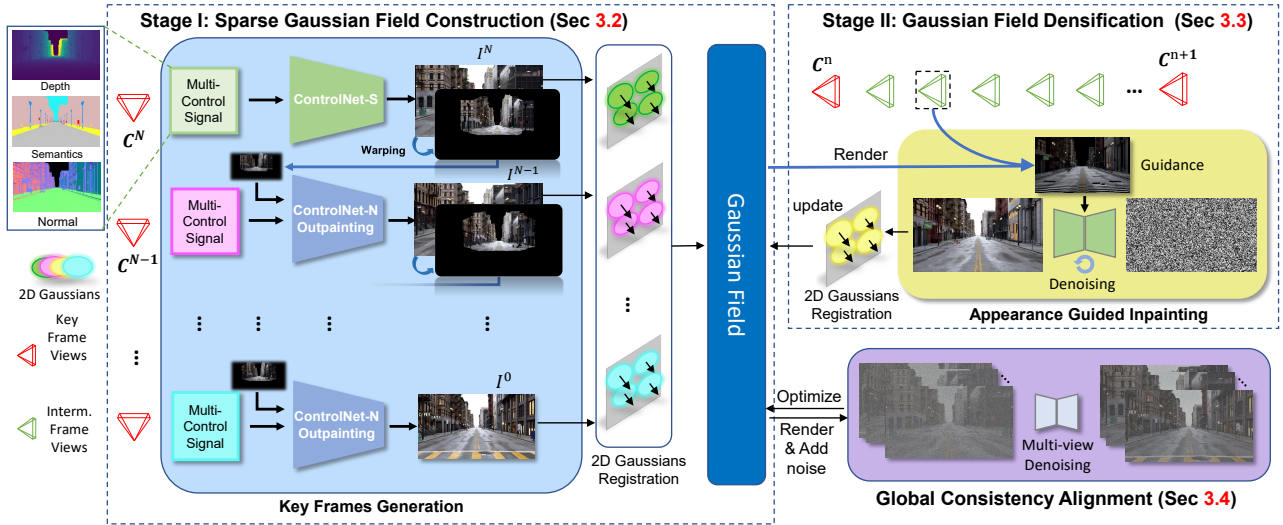 Stage I: Sparse Gaussian Field Construction (Sec 3.2)
Depth
Semantics
Normal
C^N
C^{N-1}
2D Gaussians
Key
Frame
Views
Interm.
Frame
Views
Multi-
Control
Signal
ControlNet-S
I^N
Warping
Multi-
Control
Signal
ControlNet-N
Outpainting
I^{N-1}
Multi-
Control
Signal
ControlNet-N
Outpainting
I^0
Key Frames Generation
2D Gaussians
Registration
Gaussian Field
Stage II: Gaussian Field Densification (Sec 3.3)
C^n
C^{n+1}
Render
Guidance
update
2D Gaussians
Registration
Denoising
Appearance Guided Inpainting
Optimize
Render
& Add
noise
Multi-view
Denoising
Global Consistency Alignment (Sec 3.4)